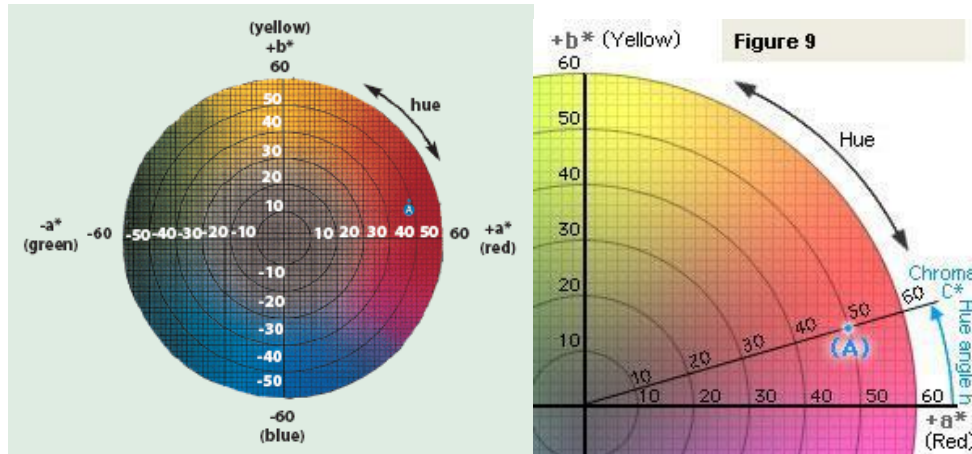 (yellow)
+b*
60
50
40
30
20
10
hue
A
-a*
(green)
-60 -50 -40 -30 -20 -10 10 20 30 40 50 60
+a*
(red)
-10
-20
-30
-40
-50
-60
(blue)
+b* (Yellow)
Figure 9
60
50
40
30
20
10
Hue
Chroma
C*
Hue angle h
10 20 30 40 50 60
(A)
10 20 30 40 50 60
+a*
(Red)